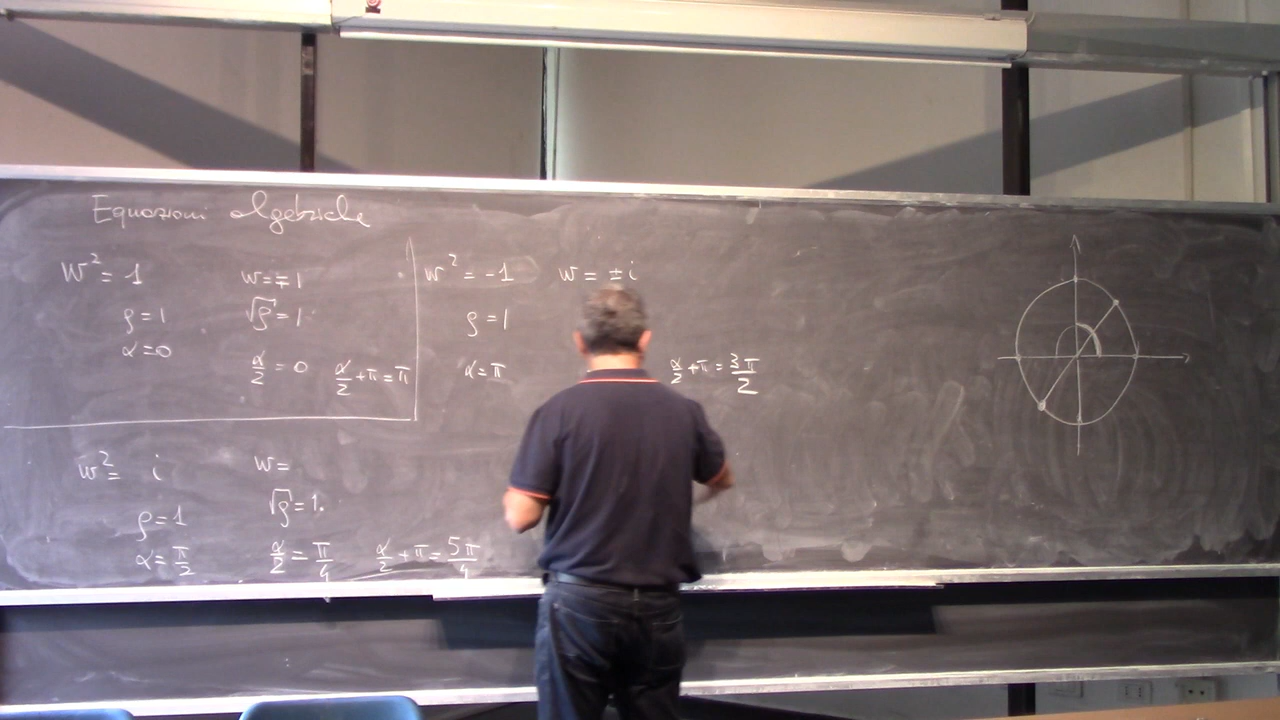 Equazioni algebriche
w² = 1 w = ∓1
ρ = 1 √ρ = 1
α = 0 α/2 = 0 α/2 + π = π
w² = -1 w = ± i
ρ = 1
α = π α/2 + π = 3π/2
w² = i w =
ρ = 1 √ρ = 1.
α = π/2 α/2 = π/4 α/2 + π = 5π/4